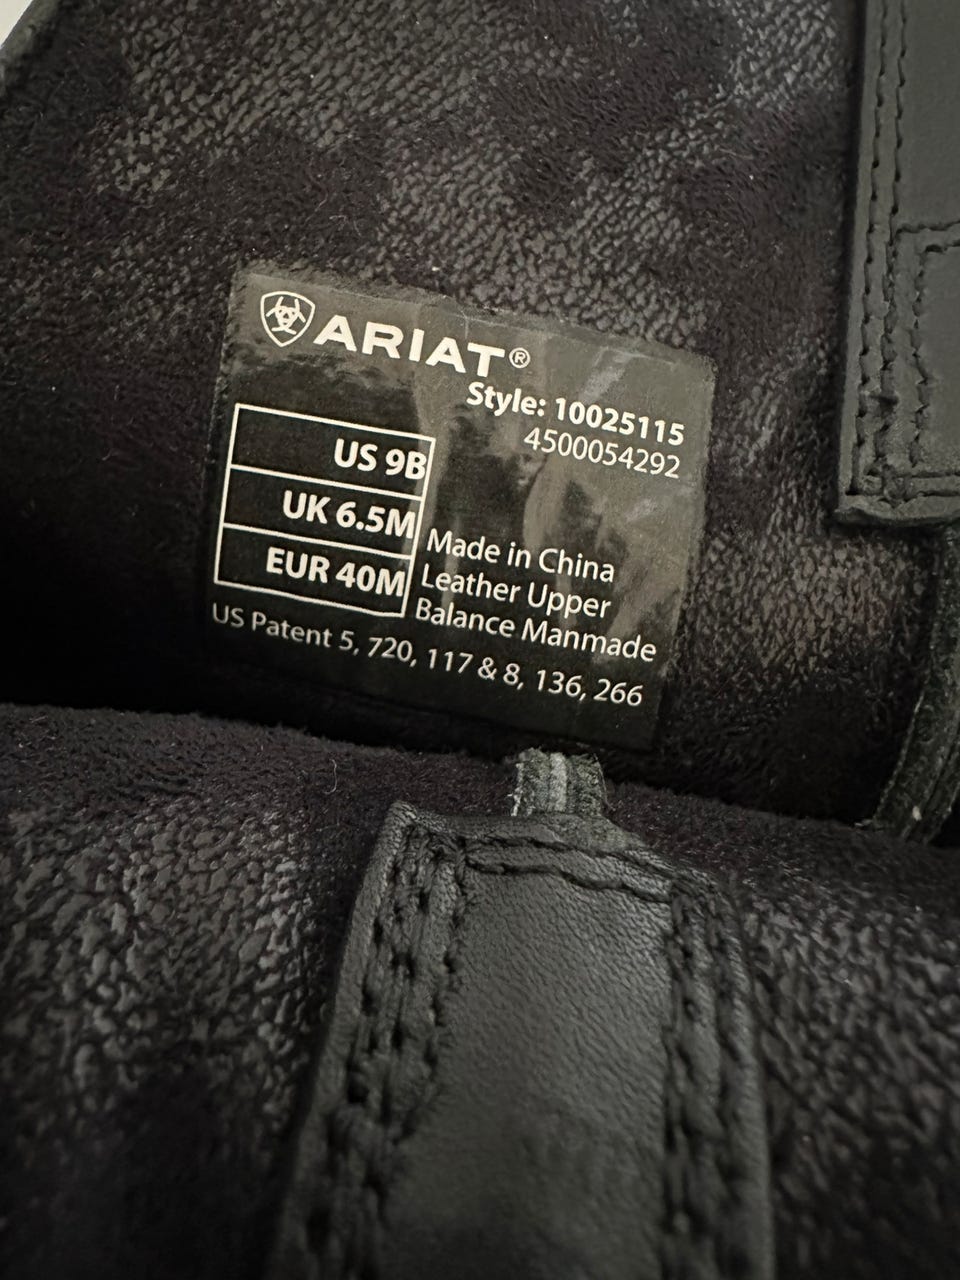 ARIAT®
Style: 10025115
4500054292
US 9B
UK 6.5M
EUR 40M
Made in China
Leather Upper
Balance Manmade
US Patent 5, 720, 117 & 8, 136, 266